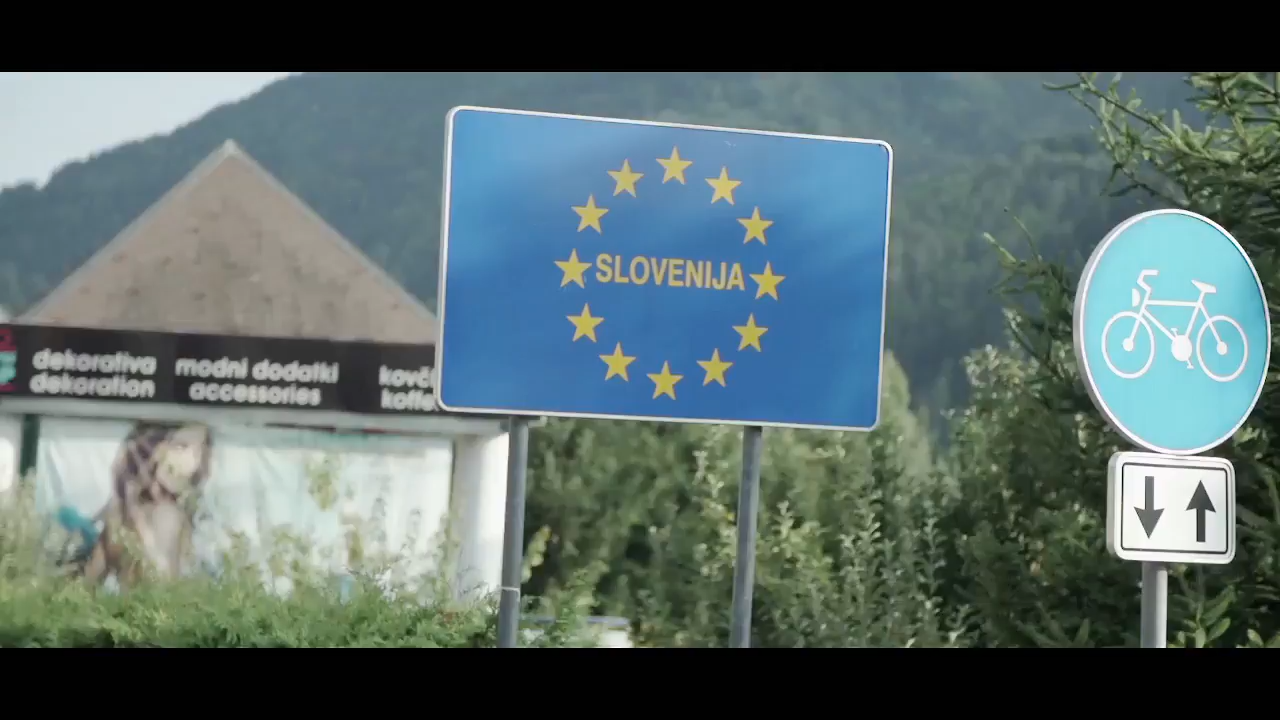 SLOVENIJA
dekorativa
dekoration
modni dodatki
accessories